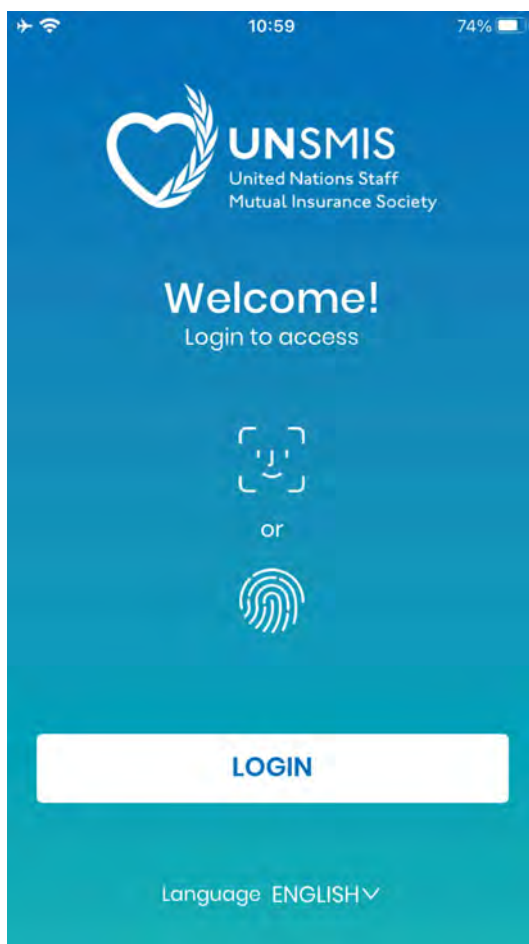 10:59
74%
UNSMIS
United Nations Staff
Mutual Insurance Society
Welcome!
Login to access
or
LOGIN
Language ENGLISH